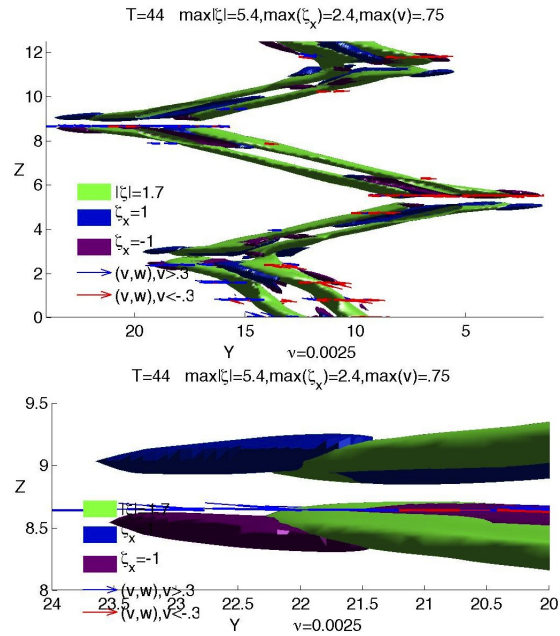 T=44 max|ζ|=5.4,max(ζx)=2.4,max(v)=.75
12
10
8
6
4
2
0
Z
|ζ|=1.7
ζx=1
ζx=-1
(v,w),v>.3
(v,w),v<-.3
20
15
10
5
Y ν=0.0025
T=44 max|ζ|=5.4,max(ζx)=2.4,max(v)=.75
9.5
9
8.5
8
Z
|ζ|=1.7
ζx
ζx=-1
(v,w),v>.3
(v,w),v<-.3
24
23.5
23
22.5
22
21.5
21
20.5
20
Y ν=0.0025